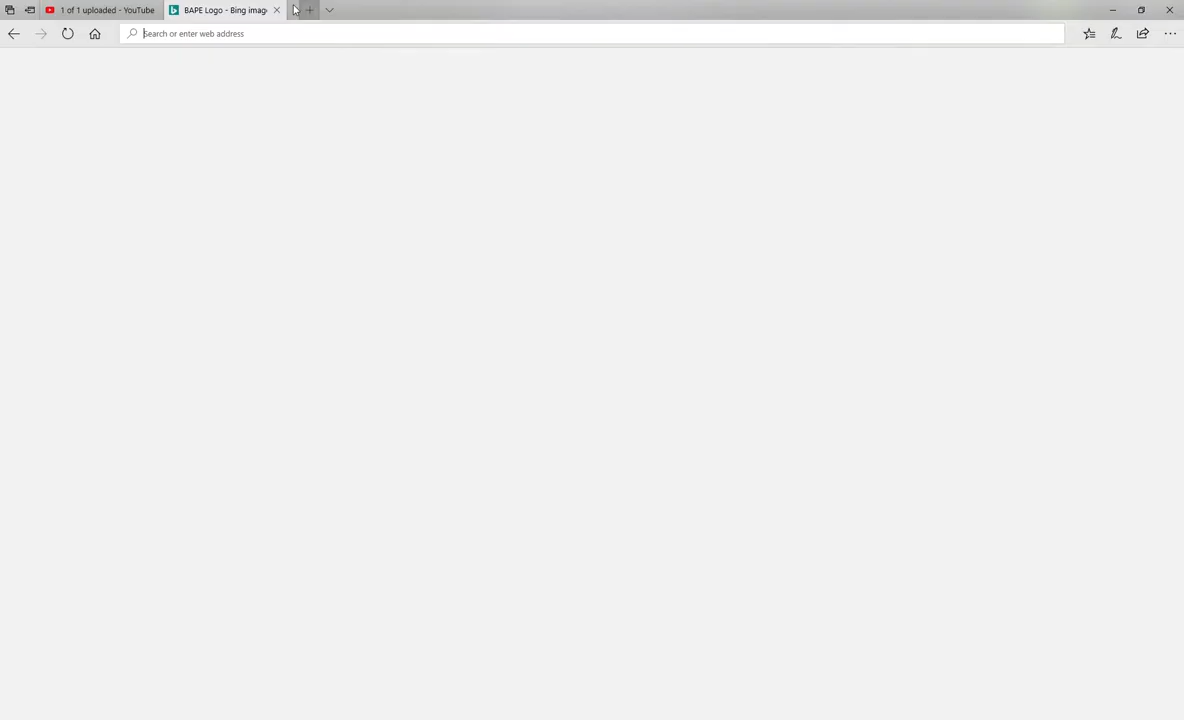 1 of 1 uploaded - YouTube
BAPE Logo - Bing imag
Search or enter web address